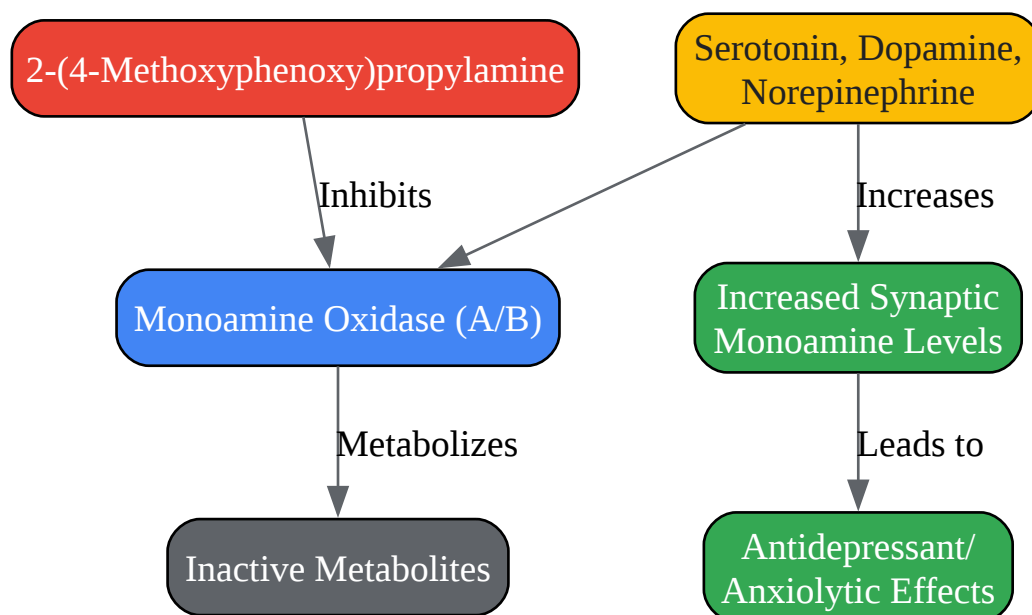 2-(4-Methoxyphenoxy)propylamine
Serotonin, Dopamine,
Norepinephrine
Inhibits
Increases
Monoamine Oxidase (A/B)
Increased Synaptic
Monoamine Levels
Metabolizes
Leads to
Inactive Metabolites
Antidepressant/
Anxiolytic Effects